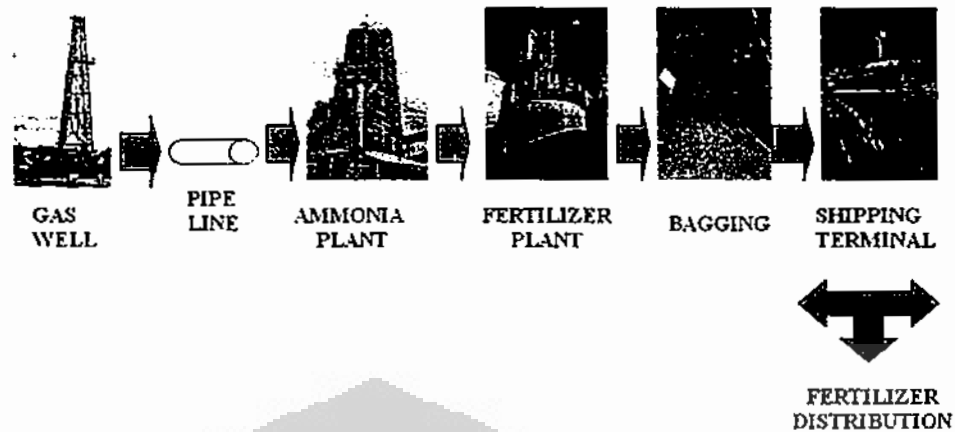 GAS
WELL
PIPE
LINE
AMMONIA
PLANT
FERTILIZER
PLANT
BAGGING
SHIPPING
TERMINAL
FERTILIZER
DISTRIBUTION